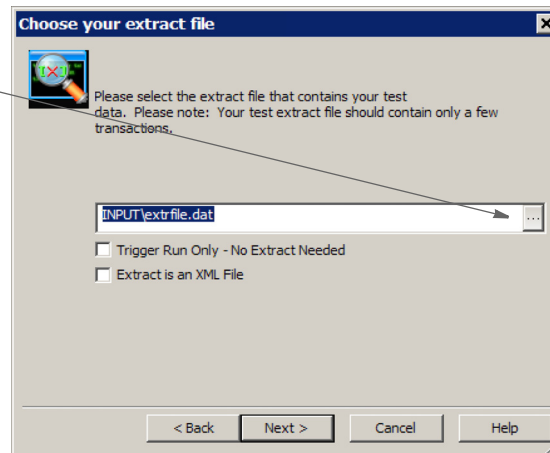 Choose your extract file
Please select the extract file that contains your test
data. Please note: Your test extract file should contain only a few
transactions.
INPUT\extrfile.dat
...
Trigger Run Only - No Extract Needed
Extract is an XML File
< Back
Next >
Cancel
Help